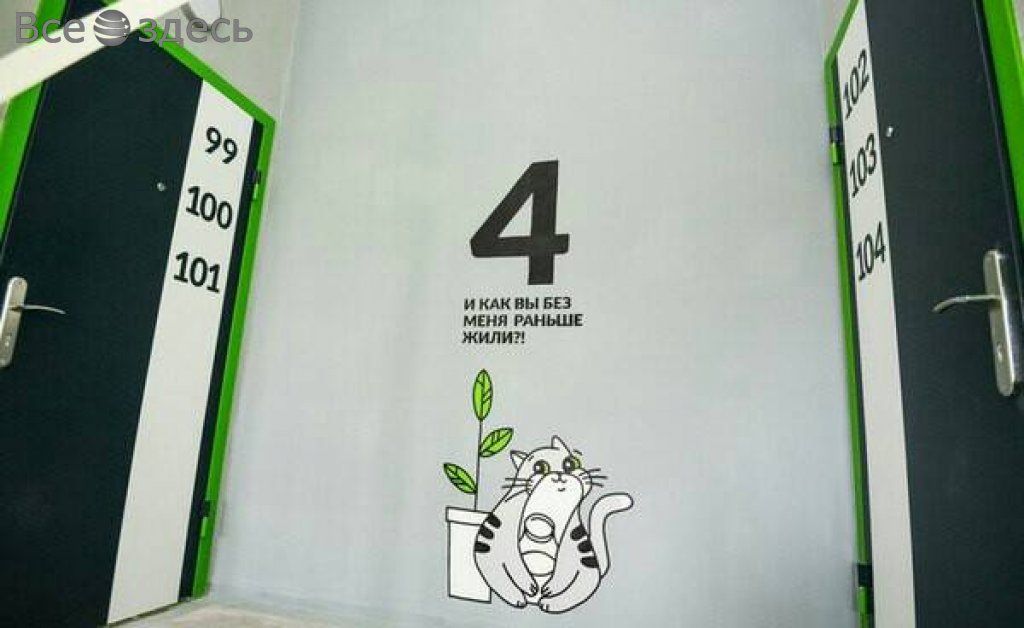 Все здесь
99
100
101
4
И КАК ВЫ БЕЗ
МЕНЯ РАНЬШЕ
ЖИЛИ?!
102
103
104